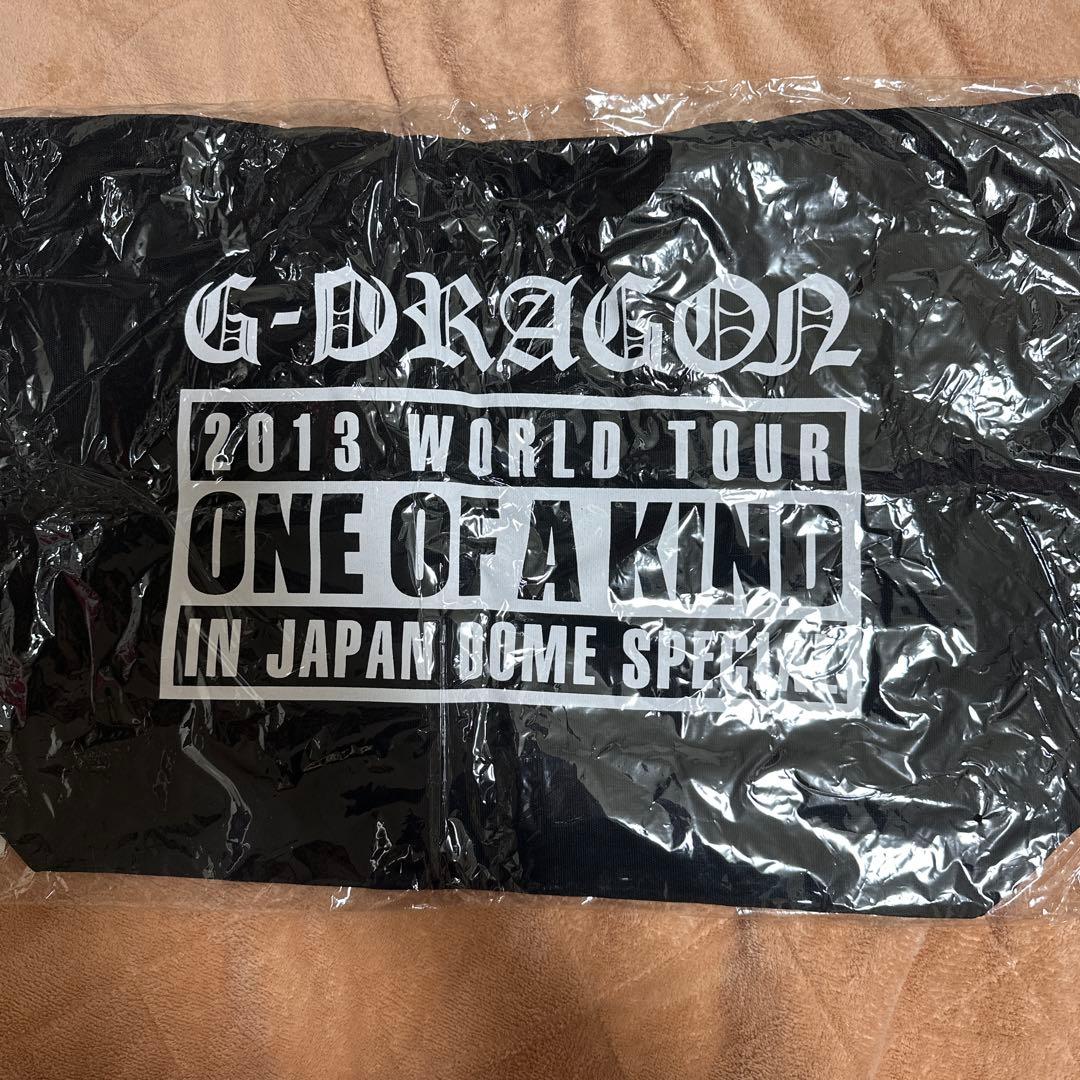 G-DRAGON
2013 WORLD TOUR
ONE OF A KIND
IN JAPAN DOME SPECIAL